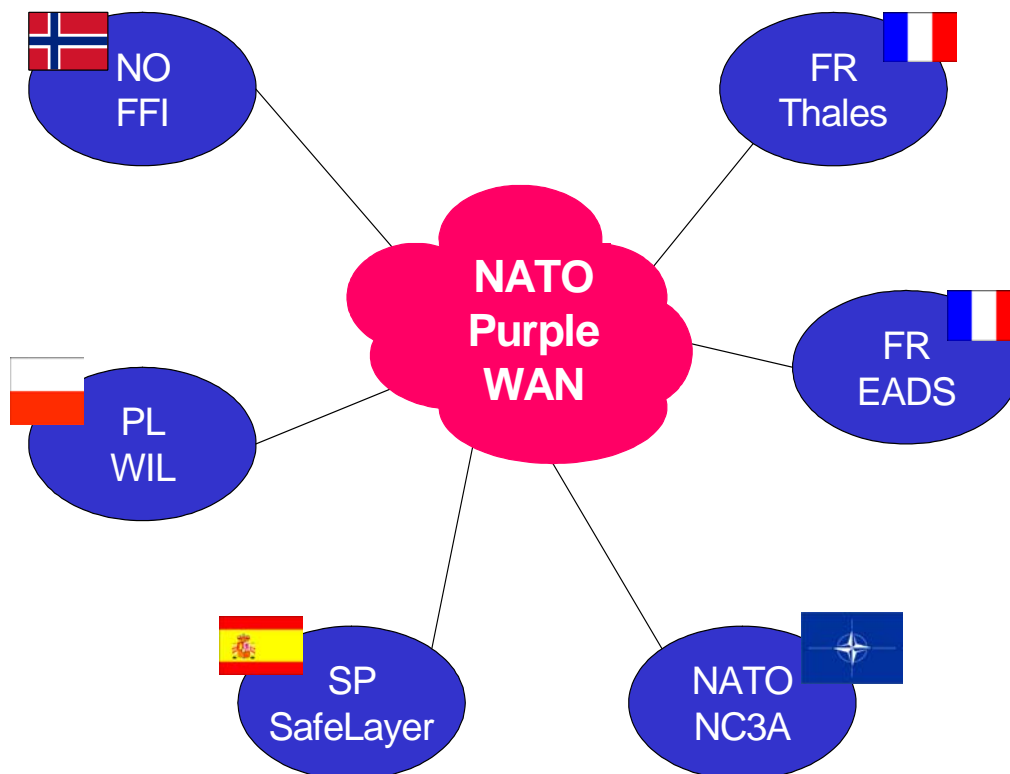 NO
FFI
FR
Thales
NATO
Purple
WAN
FR
EADS
PL
WIL
SP
SafeLayer
NATO
NC3A